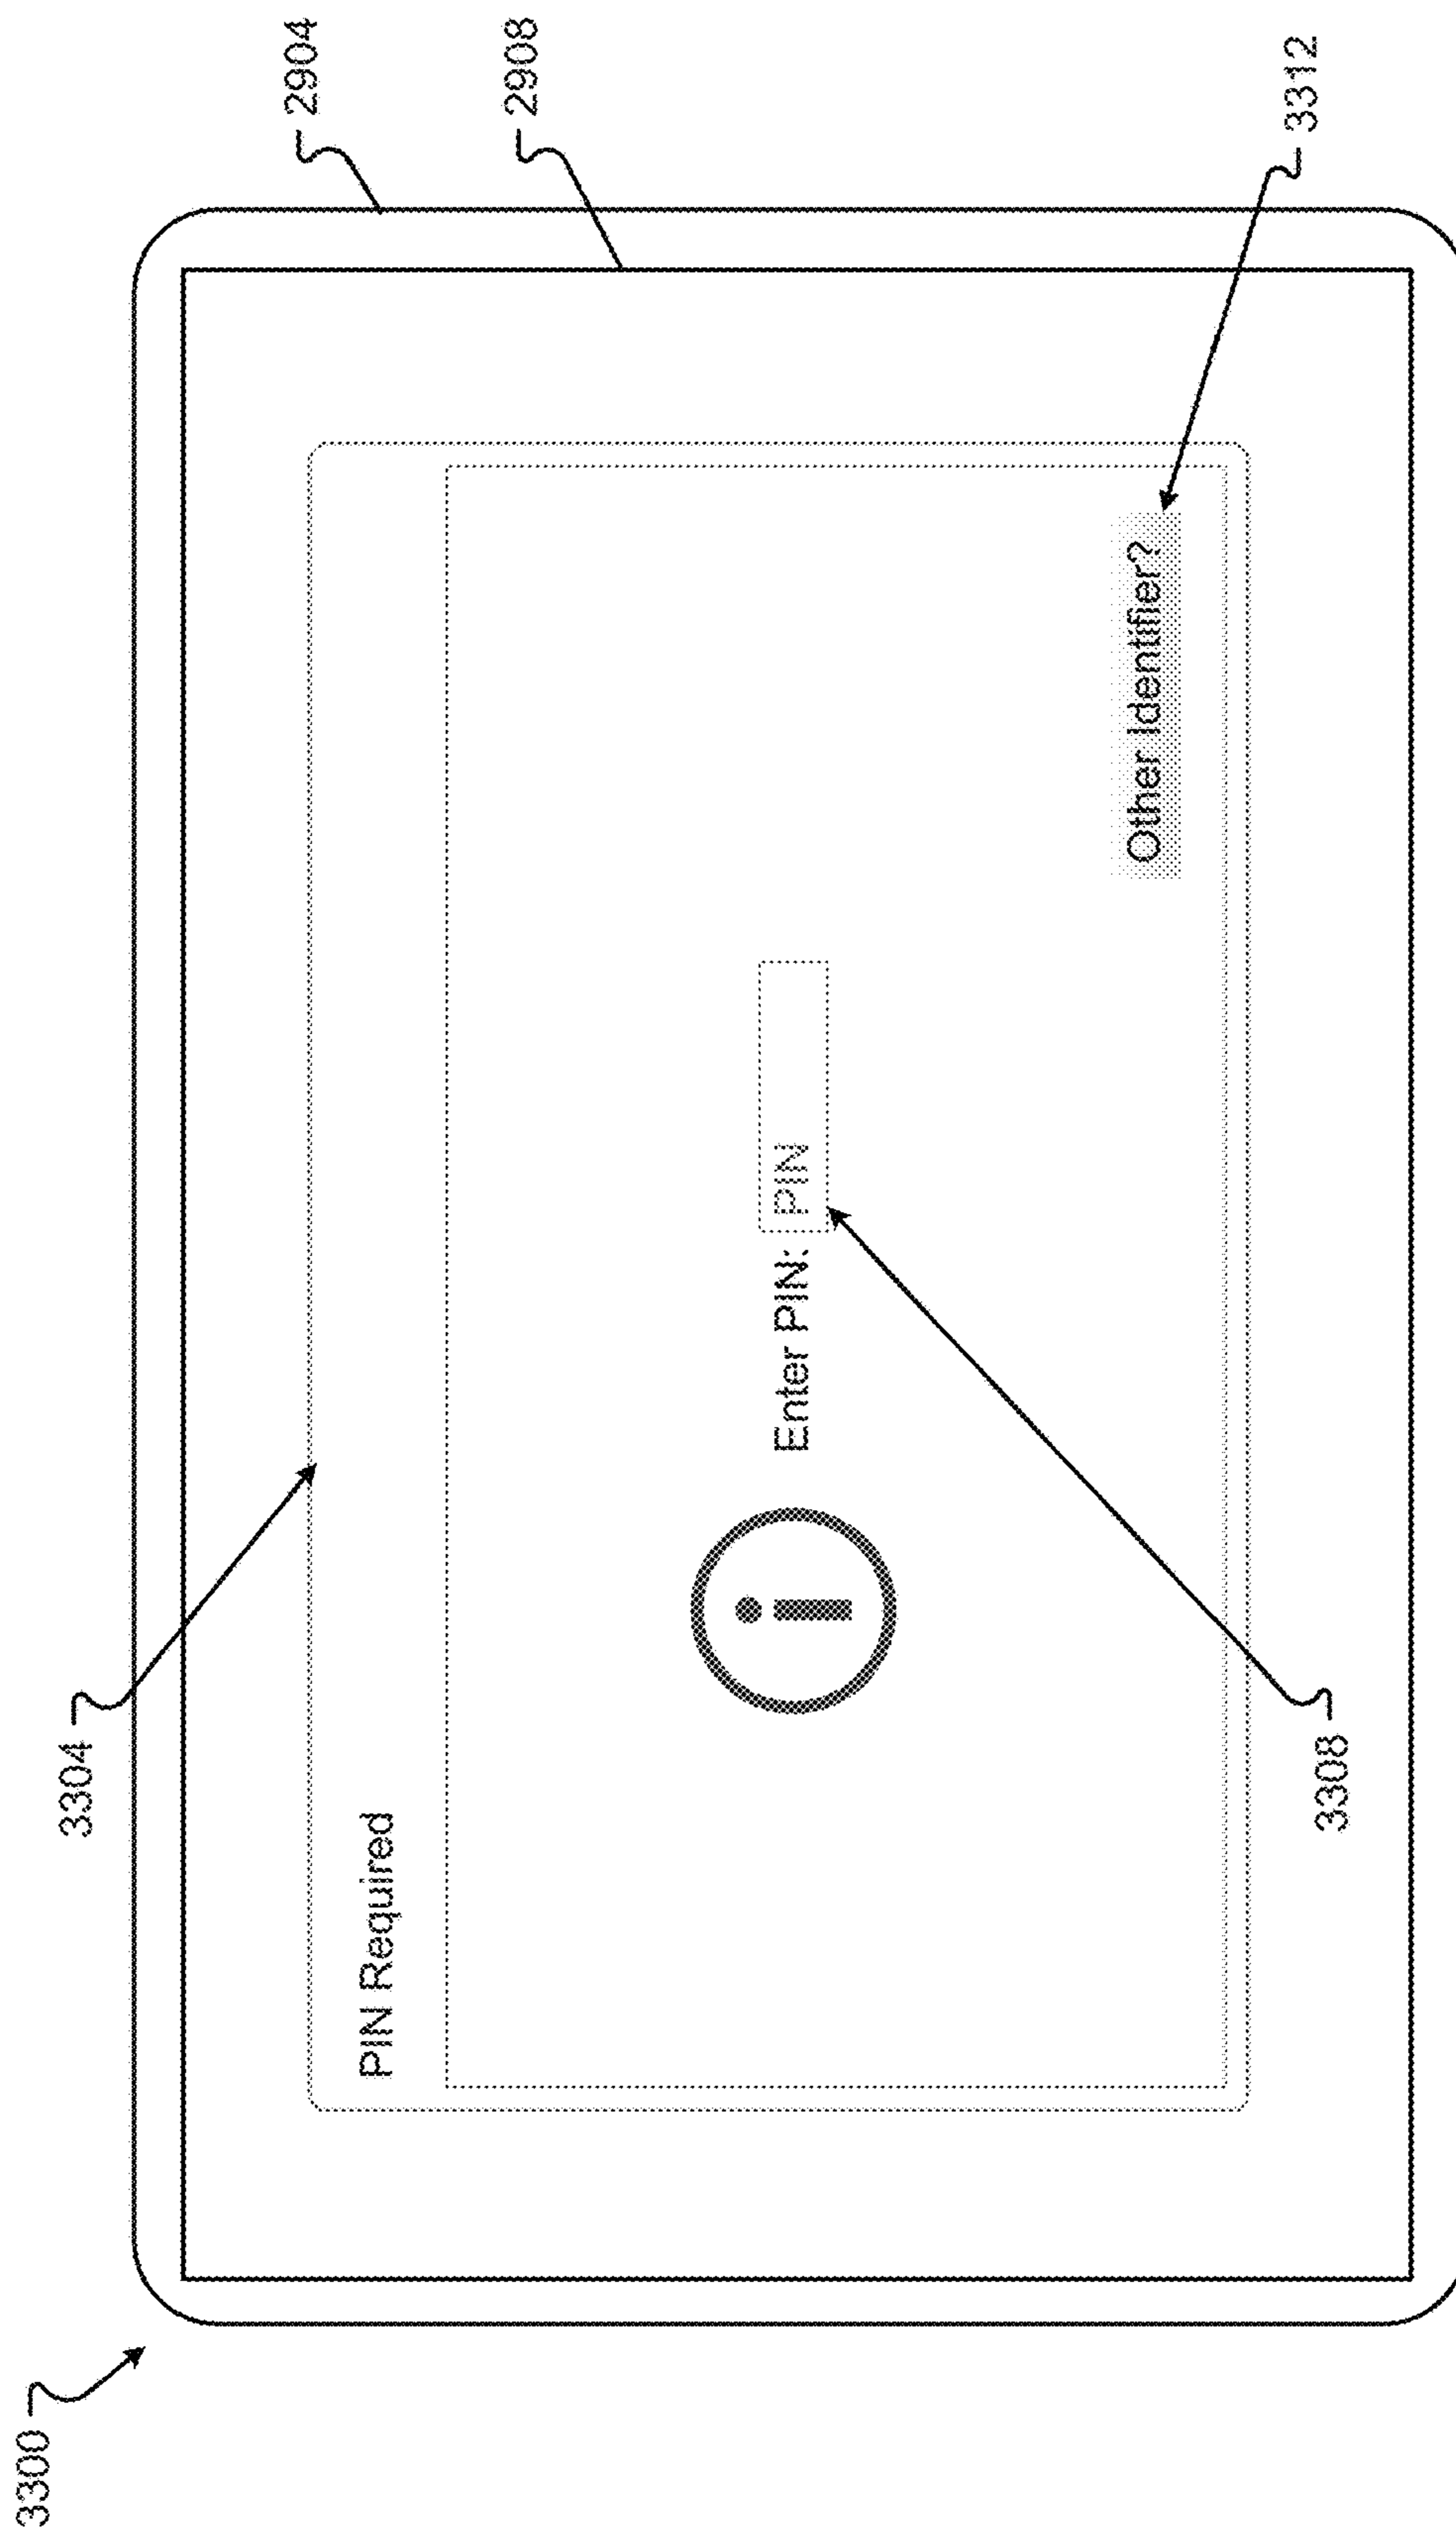 3300
3304
2904
2908
PIN Required
i
Enter PIN: PIN
Other Identifier?
3308
3312